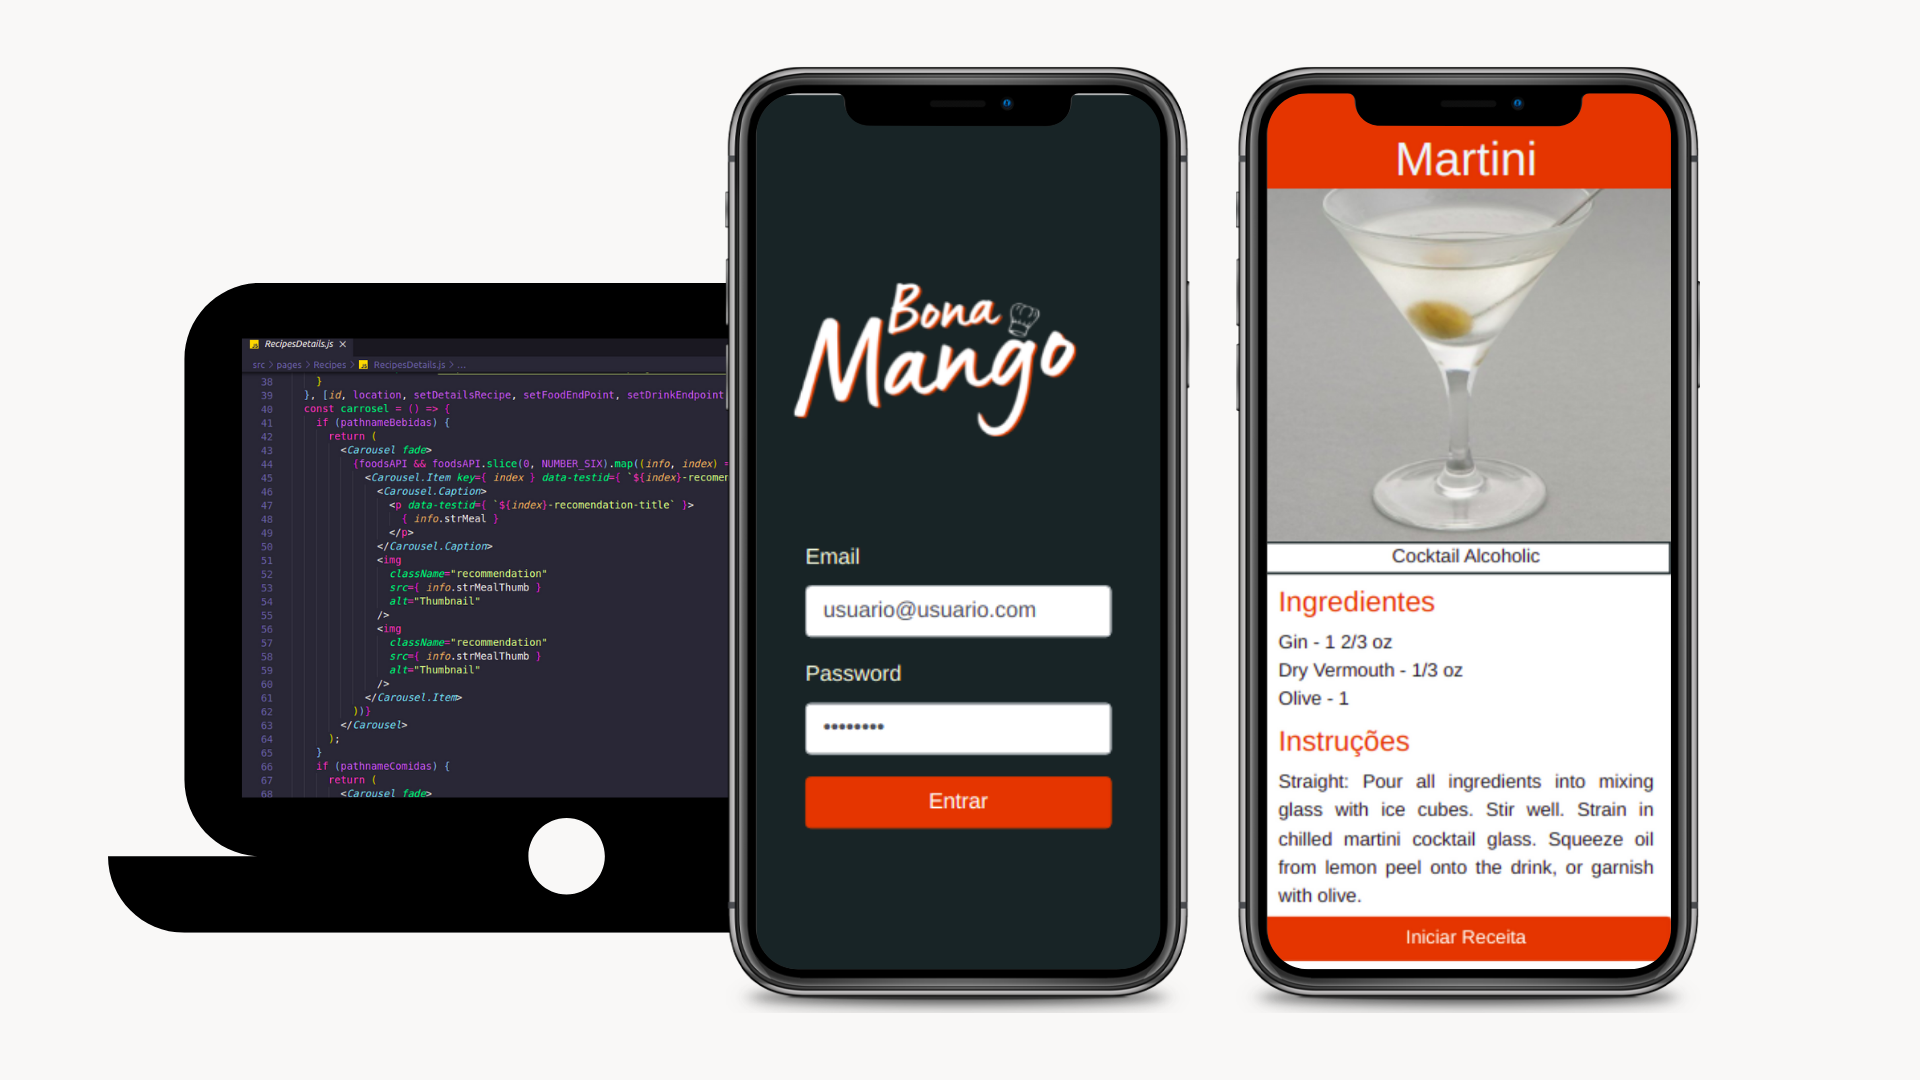 RecipesDetails.js
src > pages > Recipes > RecipesDetails.js > ...
38 }
39 }, [id, location, setDetailsRecipe, setFoodEndPoint, setDrinkEndpoint
40 const carrosel = () => {
41 if (pathnameBebidas) {
42 return (
43 <Carousel fade>
44 {foodsAPI && foodsAPI.slice(0, NUMBER_SIX).map((info, index) =
45 <Carousel.Item key={ index } data-testid={ `${index}-recomen
46 <Carousel.Caption>
47 <p data-testid={ `${index}-recomendation-title` }>
48 { info.strMeal }
49 </p>
50 </Carousel.Caption>
51 <img
52 className="recommendation"
53 src={ info.strMealThumb }
54 alt="Thumbnail"
55 />
56 <img
57 className="recommendation"
58 src={ info.strMealThumb }
59 alt="Thumbnail"
60 />
61 </Carousel.Item>
62 ))}
63 </Carousel>
64 );
65 }
66 if (pathnameComidas) {
67 return (
68 <Carousel fade>
Bona
Mango
Email
usuario@usuario.com
Password
••••••••
Entrar
Martini
Cocktail Alcoholic
Ingredientes
Gin - 1 2/3 oz
Dry Vermouth - 1/3 oz
Olive - 1
Instruções
Straight: Pour all ingredients into mixing
glass with ice cubes. Stir well. Strain in
chilled martini cocktail glass. Squeeze oil
from lemon peel onto the drink, or garnish
with olive.
Iniciar Receita